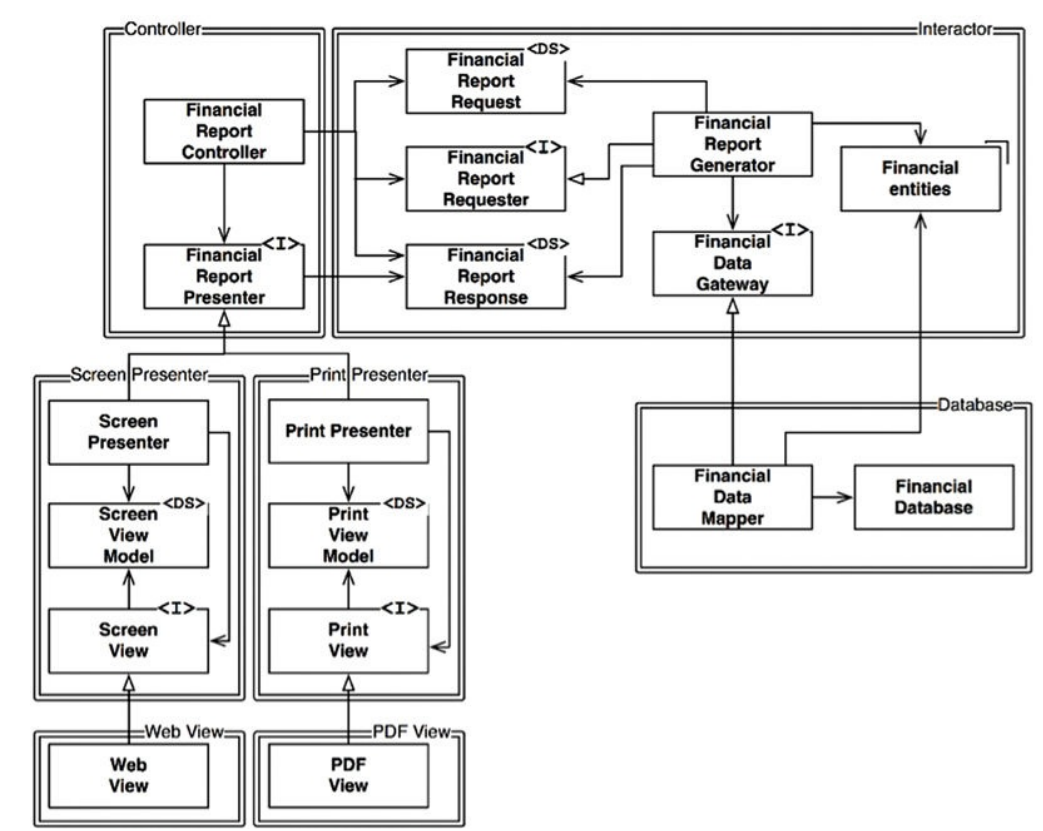 Controller
Interactor
Financial
Report
Controller
<I>
Financial
Report
Presenter
<DS>
Financial
Report
Request
<I>
Financial
Report
Requester
<DS>
Financial
Report
Response
Financial
Report
Generator
Financial
entities
<I>
Financial
Data
Gateway
Screen Presenter
Screen
Presenter
<DS>
Screen
View
Model
<I>
Screen
View
Print Presenter
Print Presenter
<DS>
Print
View
Model
<I>
Print
View
Database
Financial
Data
Mapper
Financial
Database
Web View
Web
View
PDF View
PDF
View